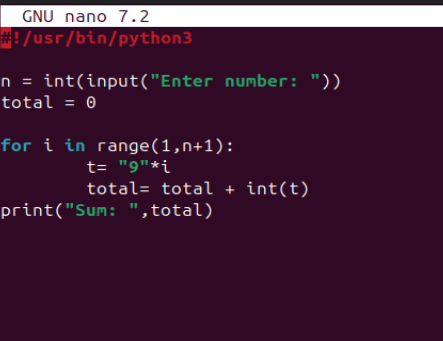 GNU nano 7.2
#!/usr/bin/python3
n = int(input("Enter number: "))
total = 0
for i in range(1,n+1):
        t= "9"*i
        total= total + int(t)
print("Sum: ",total)